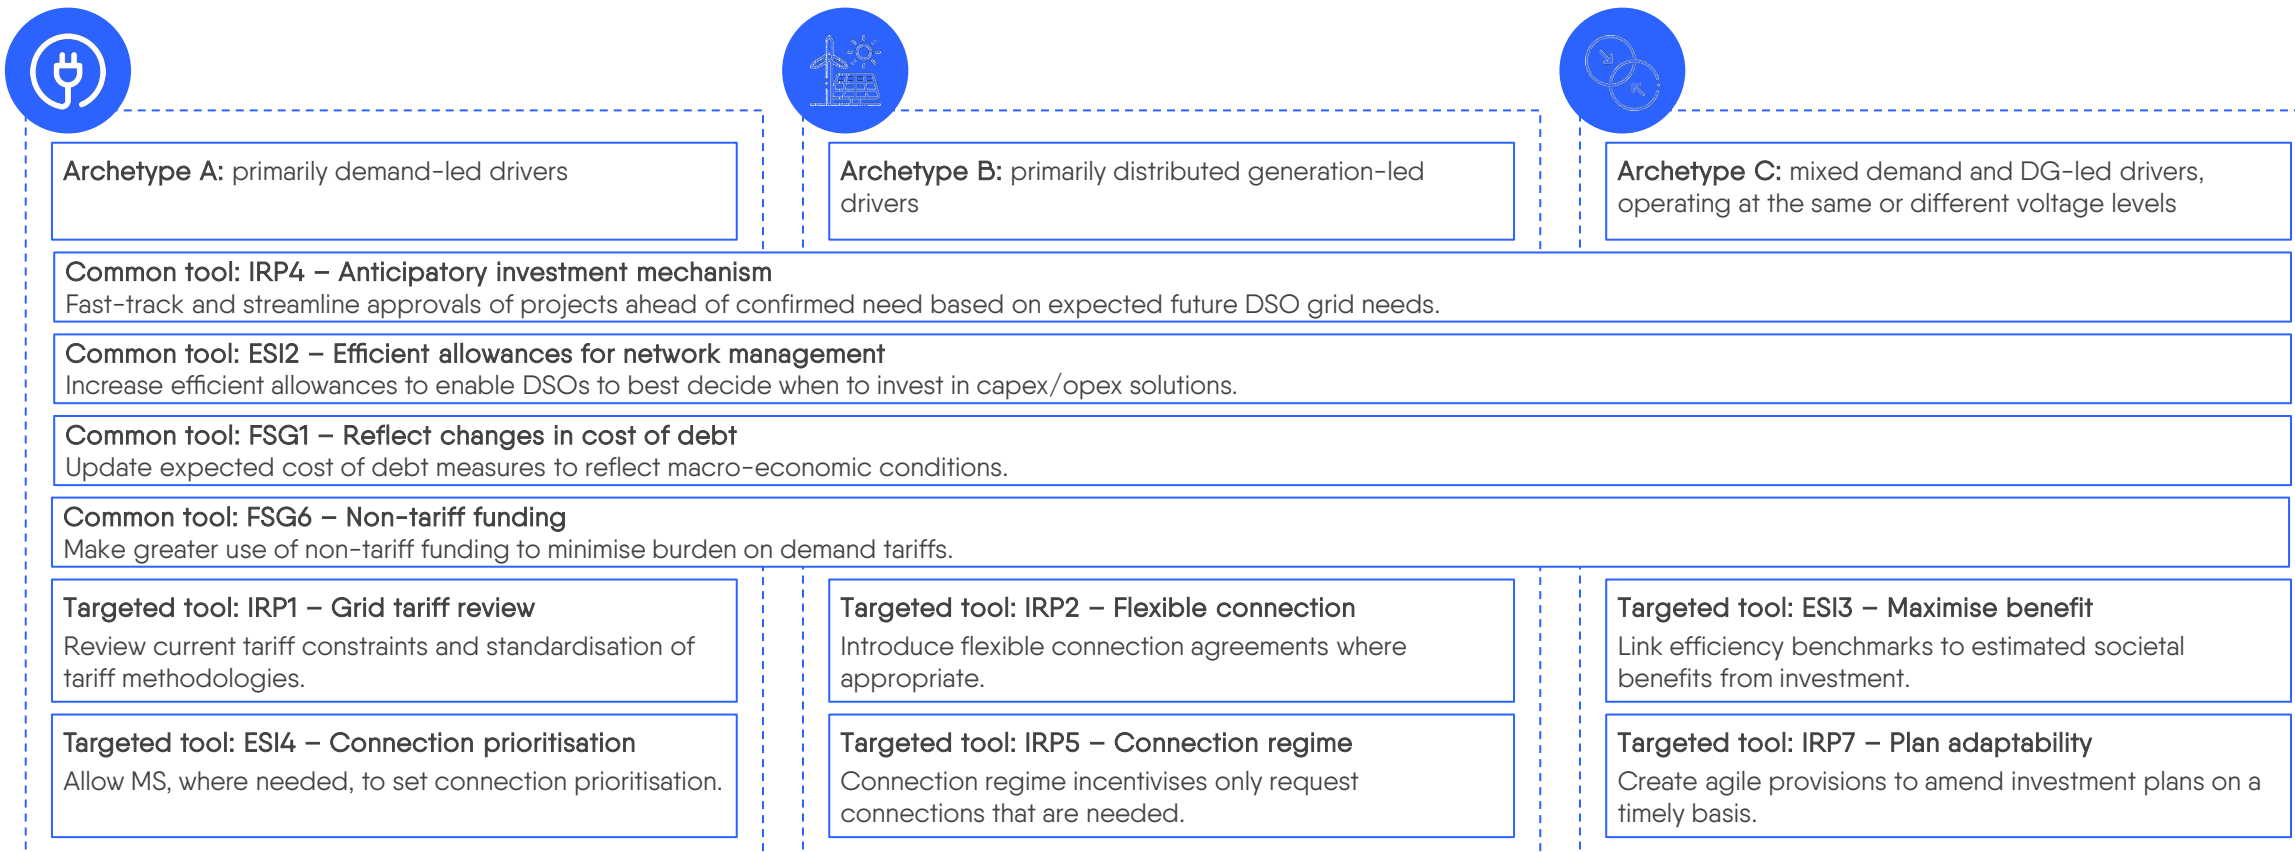 Archetype A: primarily demand-led drivers
Archetype B: primarily distributed generation-led
drivers
Archetype C: mixed demand and DG-led drivers,
operating at the same or different voltage levels
Common tool: IRP4 – Anticipatory investment mechanism
Fast-track and streamline approvals of projects ahead of confirmed need based on expected future DSO grid needs.
Common tool: ESI2 – Efficient allowances for network management
Increase efficient allowances to enable DSOs to best decide when to invest in capex/opex solutions.
Common tool: FSG1 – Reflect changes in cost of debt
Update expected cost of debt measures to reflect macro-economic conditions.
Common tool: FSG6 – Non-tariff funding
Make greater use of non-tariff funding to minimise burden on demand tariffs.
Targeted tool: IRP1 – Grid tariff review
Review current tariff constraints and standardisation of
tariff methodologies.
Targeted tool: IRP2 – Flexible connection
Introduce flexible connection agreements where
appropriate.
Targeted tool: ESI3 – Maximise benefit
Link efficiency benchmarks to estimated societal
benefits from investment.
Targeted tool: ESI4 – Connection prioritisation
Allow MS, where needed, to set connection prioritisation.
Targeted tool: IRP5 – Connection regime
Connection regime incentivises only request
connections that are needed.
Targeted tool: IRP7 – Plan adaptability
Create agile provisions to amend investment plans on a
timely basis.